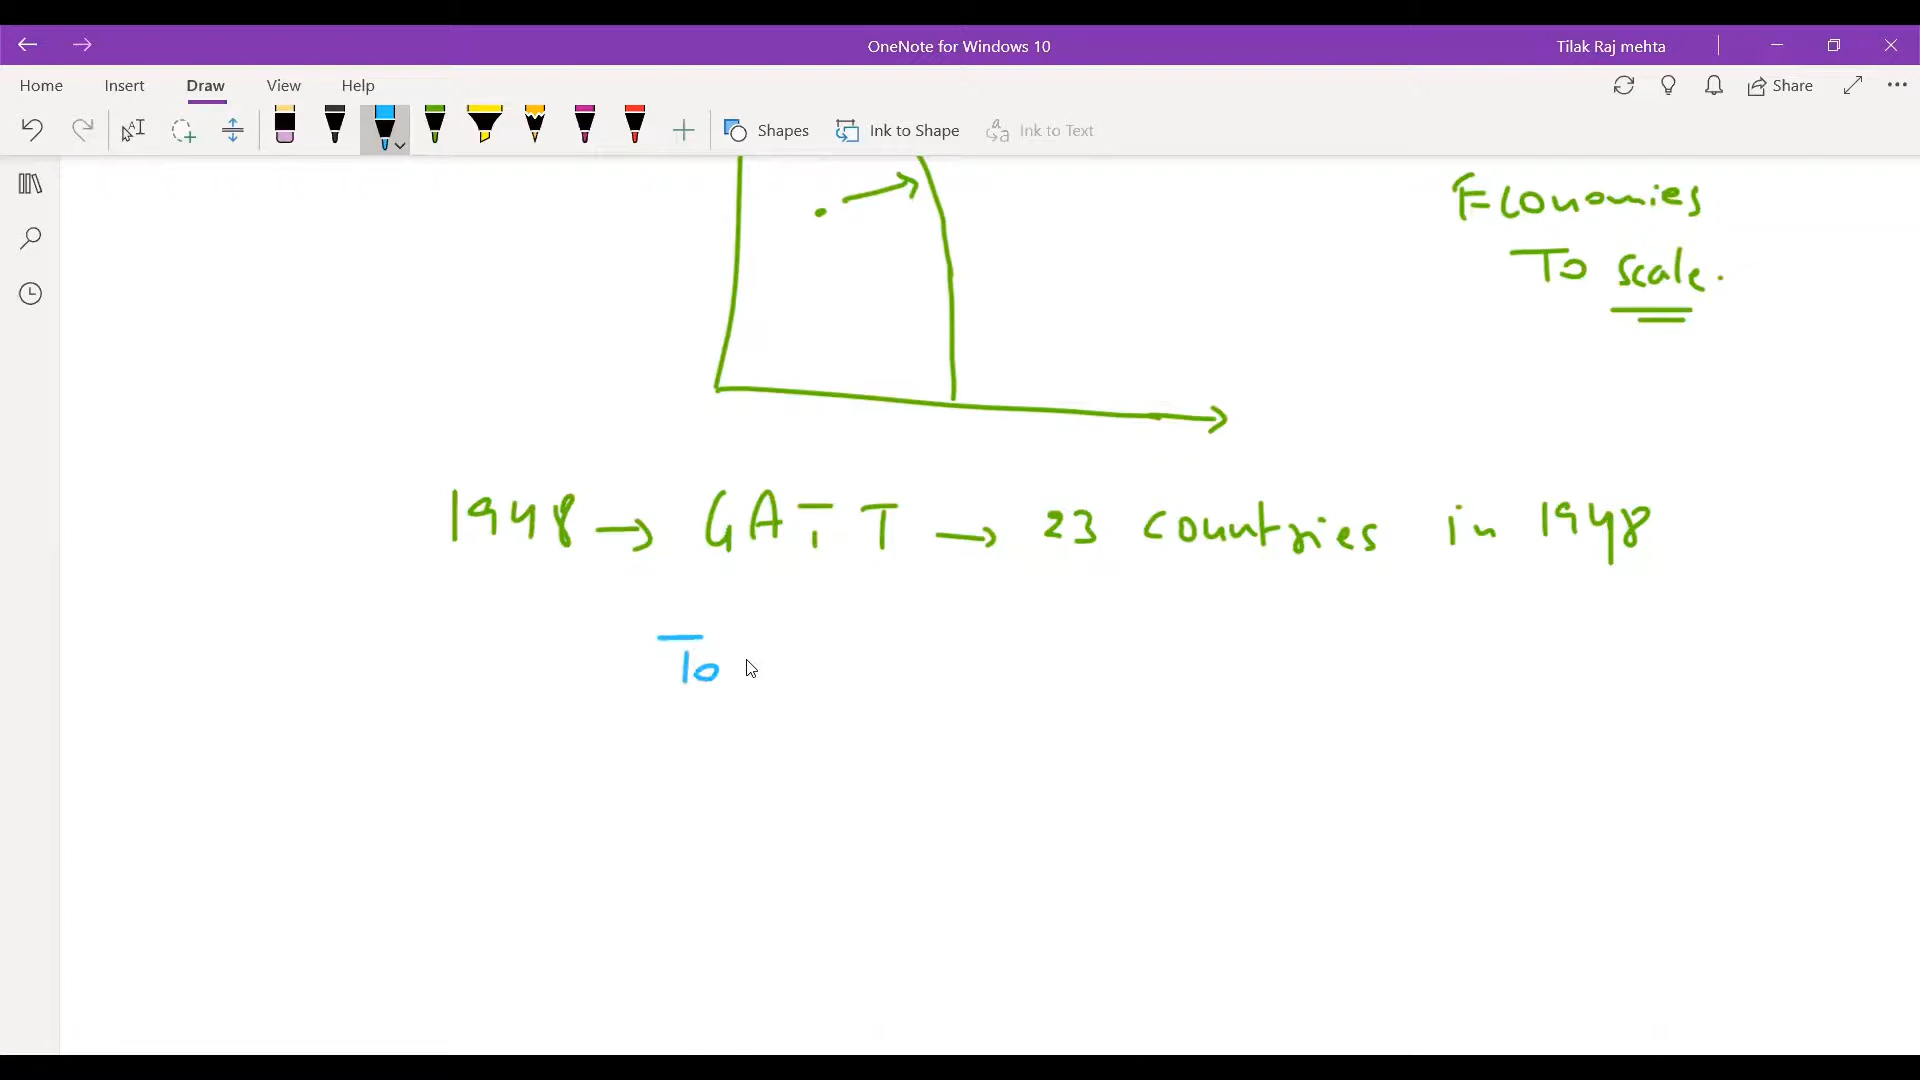 OneNote for Windows 10
Tilak Raj mehta
Home Insert Draw View Help
Share
Shapes Ink to Shape Ink to Text
Economies
To scale.
1948 → GATT → 23 countries in 1948
To